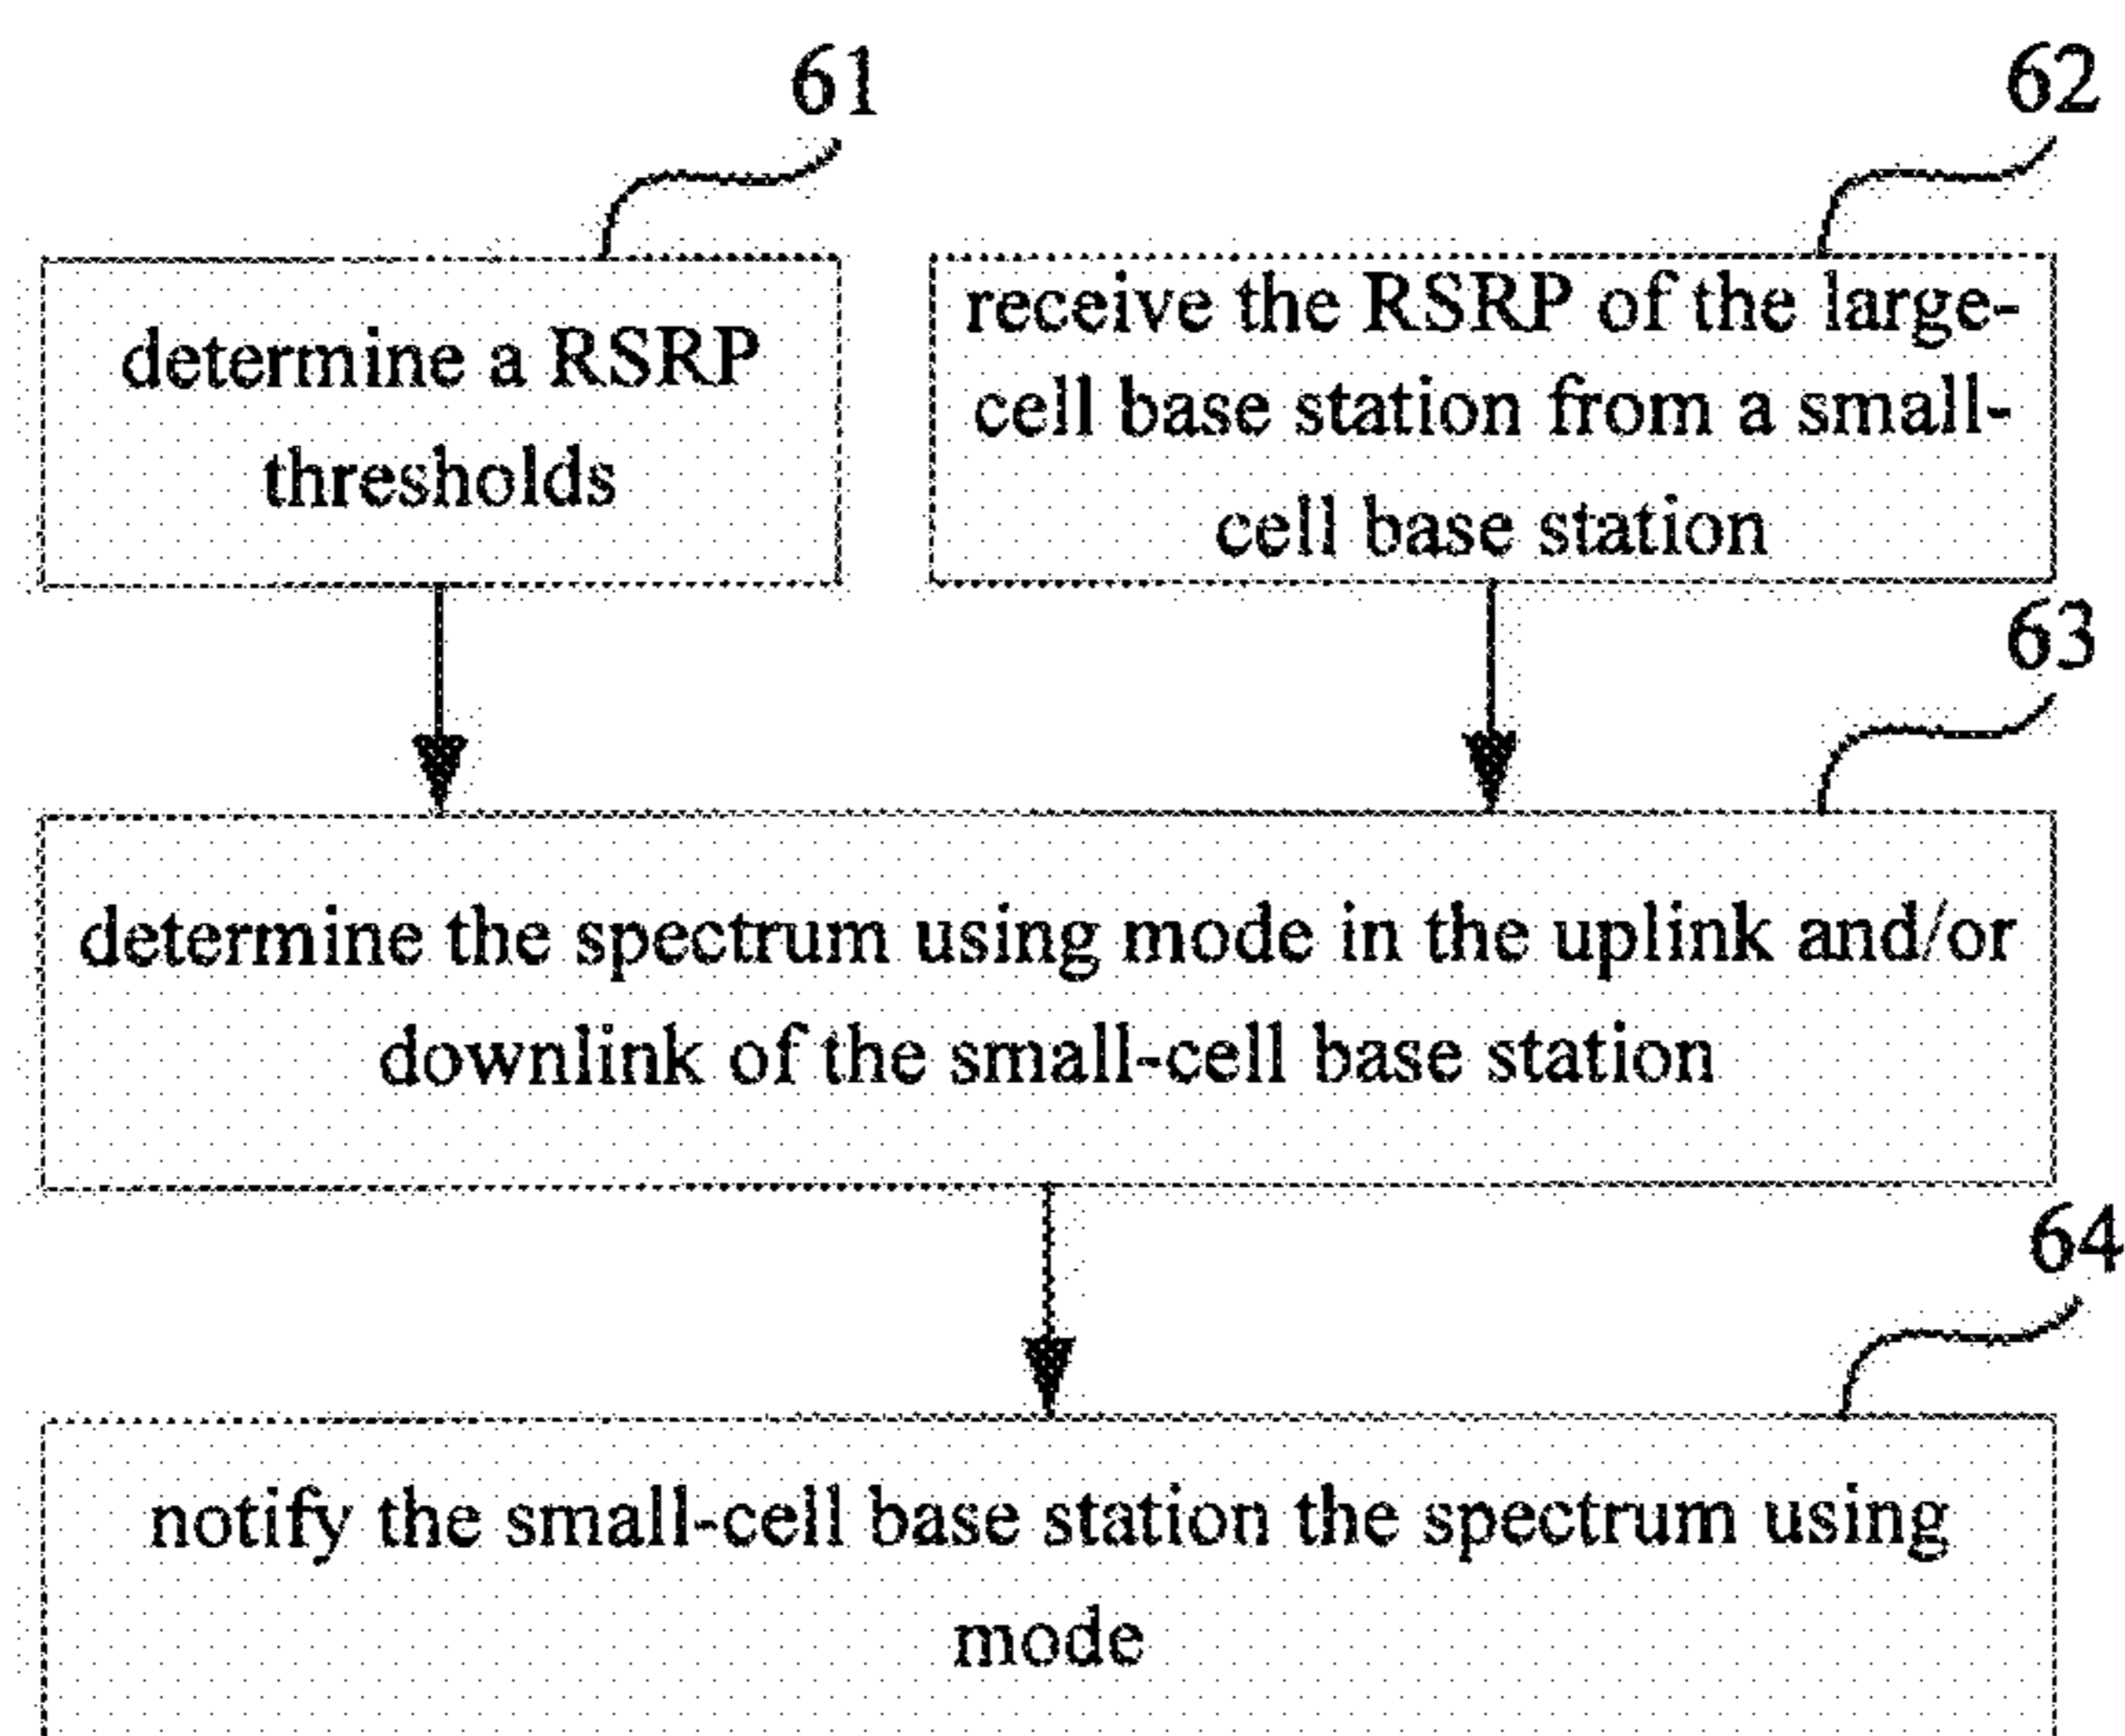 61
62
determine a RSRP
thresholds
receive the RSRP of the large-
cell base station from a small-
cell base station
63
determine the spectrum using mode in the uplink and/or
downlink of the small-cell base station
64
notify the small-cell base station the spectrum using
mode